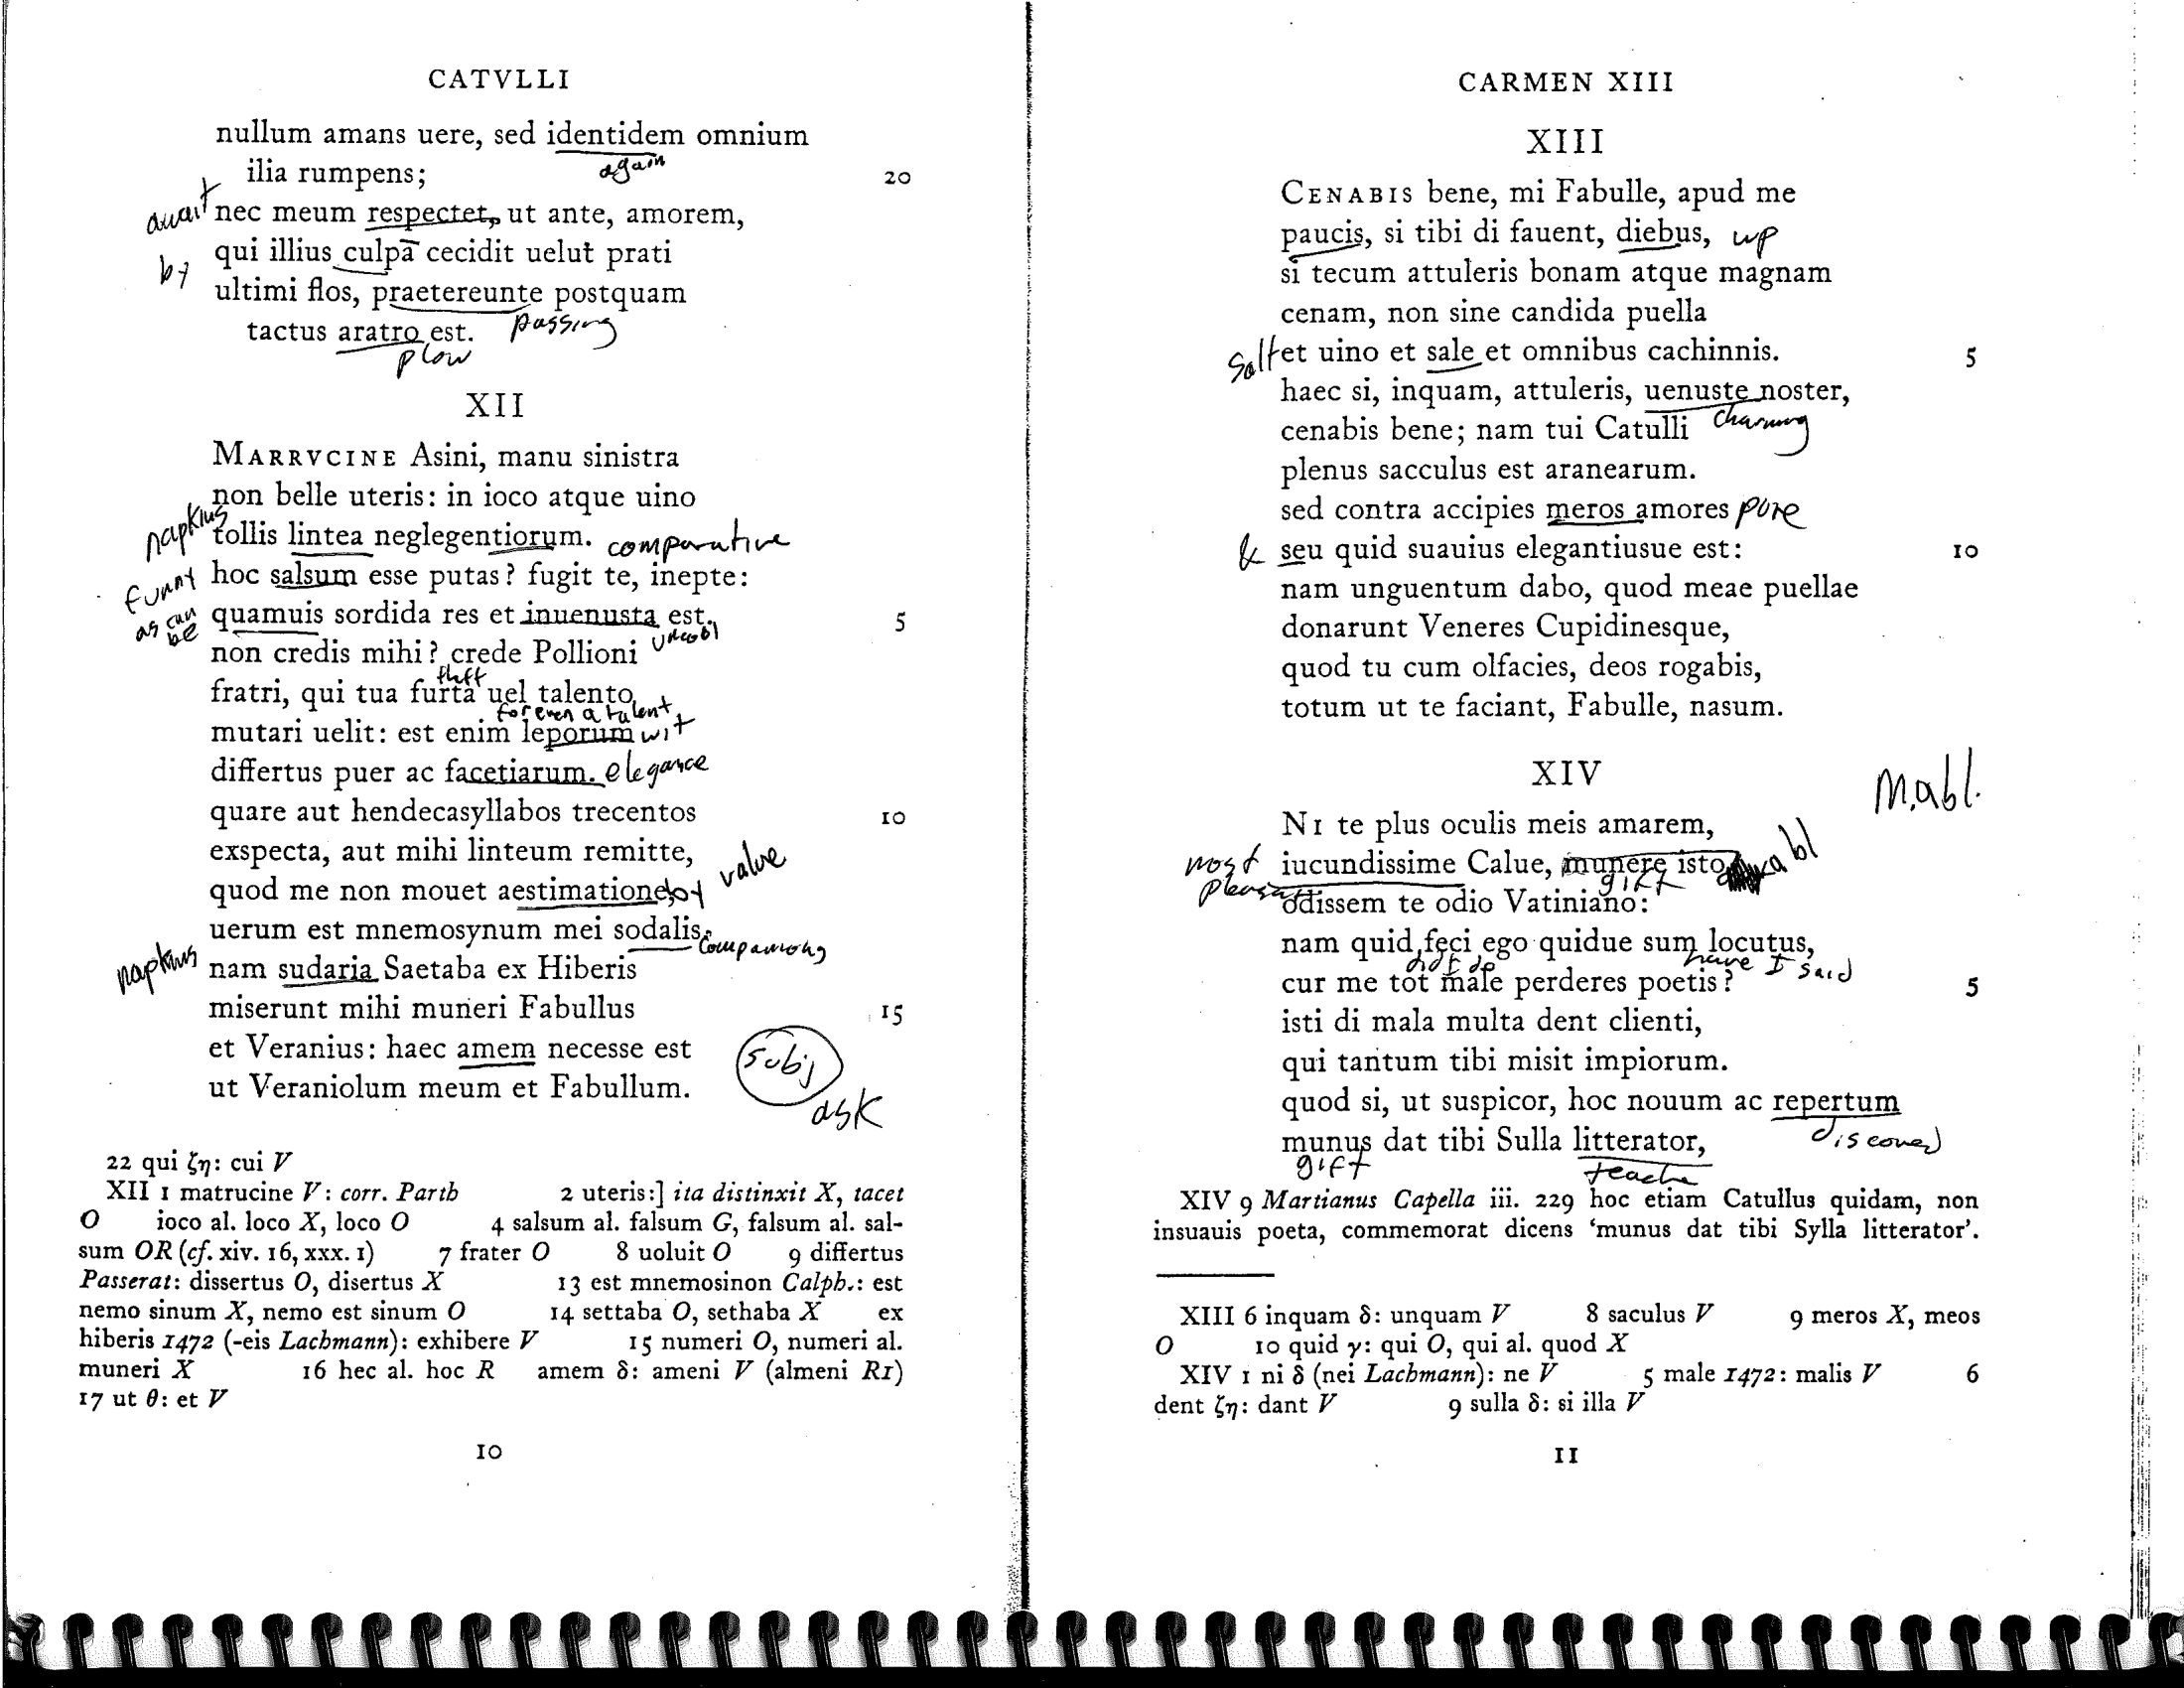 CATVLLI
nullum amans uere, sed identidem omnium
again
ilia rumpens; 20
await nec meum respectet, ut ante, amorem,
by qui illius culpa cecidit uelut prati
ultimi flos, praetereunte postquam
passing
tactus aratro est.
plow
XII
MARRVCINE Asini, manu sinistra
non belle uteris: in ioco atque uino
napkins tollis lintea neglegentiorum. comparative
funny hoc salsum esse putas? fugit te, inepte:
as can be quamuis sordida res et inuenusta est. 5
non credis mihi? crede Pollioni
theft
fratri, qui tua furta uel talento
for even a talent
mutari uelit: est enim leporum wit
differtus puer ac facetiarum. elegance
quare aut hendecasyllabos trecentos 10
exspecta, aut mihi linteum remitte,
quod me non mouet aestimatione, by value
uerum est mnemosynum mei sodalis.
companions
napkins nam sudaria Saetaba ex Hiberis
miserunt mihi muneri Fabullus 15
et Veranius: haec amem necesse est subj
ut Veraniolum meum et Fabullum. ask
22 qui ζη: cui V
XII 1 matrucine V: corr. Parth 2 uteris:] ita distinxit X, tacet
O ioco al. loco X, loco O 4 salsum al. falsum G, falsum al. sal-
sum OR (cf. xiv. 16, xxx. 1) 7 frater O 8 uoluit O 9 differtus
Passerat: dissertus O, disertus X 13 est mnemosinon Calph.: est
nemo sinum X, nemo est sinum O 14 settaba O, sethaba X ex
hiberis 1472 (-eis Lachmann): exhibere V 15 numeri O, numeri al.
muneri X 16 hec al. hoc R amem δ: ameni V (almeni R1)
17 ut θ: et V
10
CARMEN XIII
XIII
CENABIS bene, mi Fabulle, apud me
paucis, si tibi di fauent, diebus, wp
si tecum attuleris bonam atque magnam
cenam, non sine candida puella
salt et uino et sale et omnibus cachinnis. 5
haec si, inquam, attuleris, uenuste noster,
charming
cenabis bene; nam tui Catulli
plenus sacculus est aranearum.
sed contra accipies meros amores pure
& seu quid suauius elegantiusue est: 10
nam unguentum dabo, quod meae puellae
donarunt Veneres Cupidinesque,
quod tu cum olfacies, deos rogabis,
totum ut te faciant, Fabulle, nasum.
XIV
M.abl.
NI te plus oculis meis amarem,
most iucundissime Calue, munere isto abl
gift
odissem te odio Vatiniano:
nam quid feci ego quidue sum locutus,
did do have I said
cur me tot male perderes poetis? 5
isti di mala multa dent clienti,
qui tantum tibi misit impiorum.
quod si, ut suspicor, hoc nouum ac repertum
munus dat tibi Sulla litterator,
gift
XIV 9 Martianus Capella iii. 229 hoc etiam Catullus quidam, non
insuauis poeta, commemorat dicens 'munus dat tibi Sylla litterator'.
XIII 6 inquam δ: unquam V 8 saculus V 9 meros X, meos
O 10 quid γ: qui O, qui al. quod X
XIV 1 ni δ (nei Lachmann): ne V 5 male 1472: malis V 6
dent ζη: dant V 9 sulla δ: si illa V
11